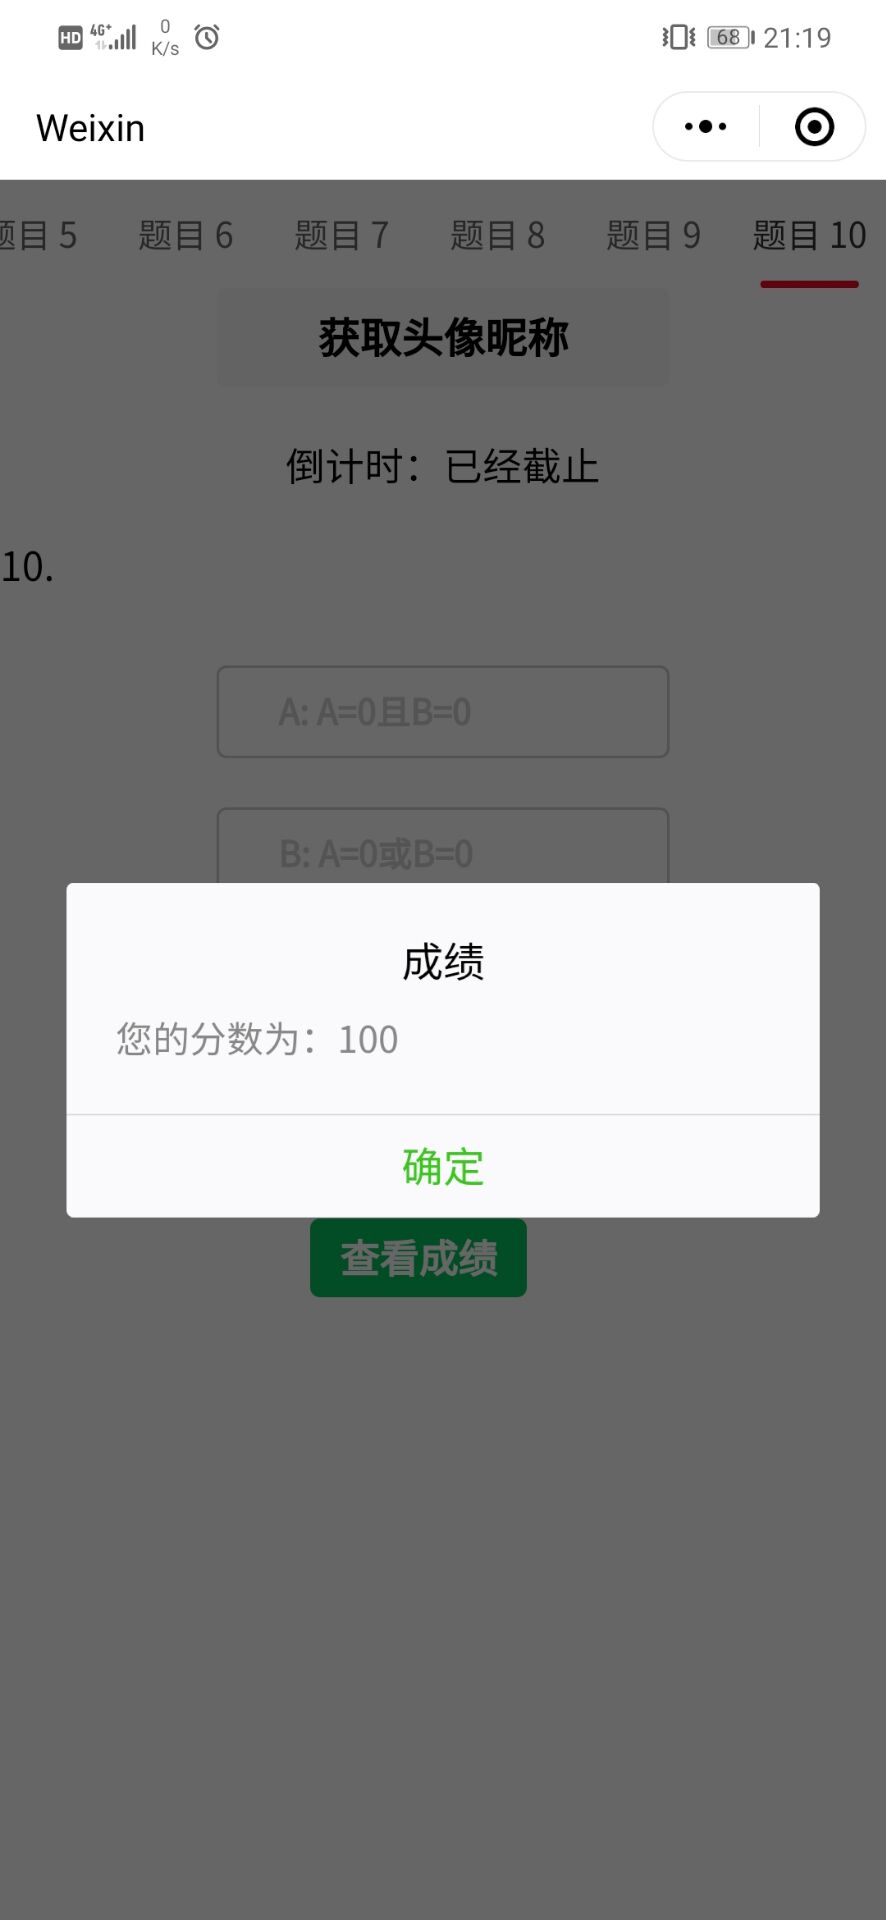 HD 4G+ 0 K/s 68 21:19
Weixin
题目 5 题目 6 题目 7 题目 8 题目 9 题目 10
获取头像昵称
倒计时：已经截止
10.
A: A=0且B=0
B: A=0或B=0
成绩
您的分数为：100
确定
查看成绩